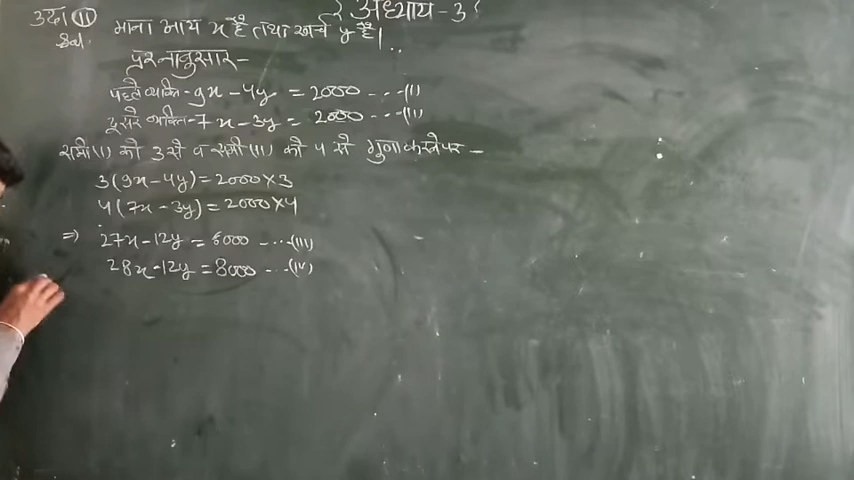 अध्याय-3
उदा. (11)
Sol. माना आय x रु है तथा खर्च y रु है।
प्रश्नानुसार-
पहले व्यक्ति - 9x - 4y = 2000 ---(I)
दूसरे व्यक्ति - 7x - 3y = 2000 ---(II)
समी(I) को 3 से व समी(II) को 4 से गुणा करने पर -
3(9x - 4y) = 2000 × 3
4(7x - 3y) = 2000 × 4
⇒ 27x - 12y = 6000 ---(III)
28x - 12y = 8000 ---(IV)